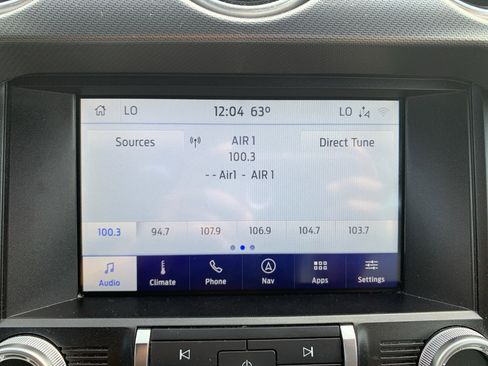 LO 12:04 63° LO
Sources AIR 1 Direct Tune
100.3
- - Air1 - AIR 1
100.3 94.7 107.9 106.9 104.7 103.7
Audio Climate Phone Nav Apps Settings